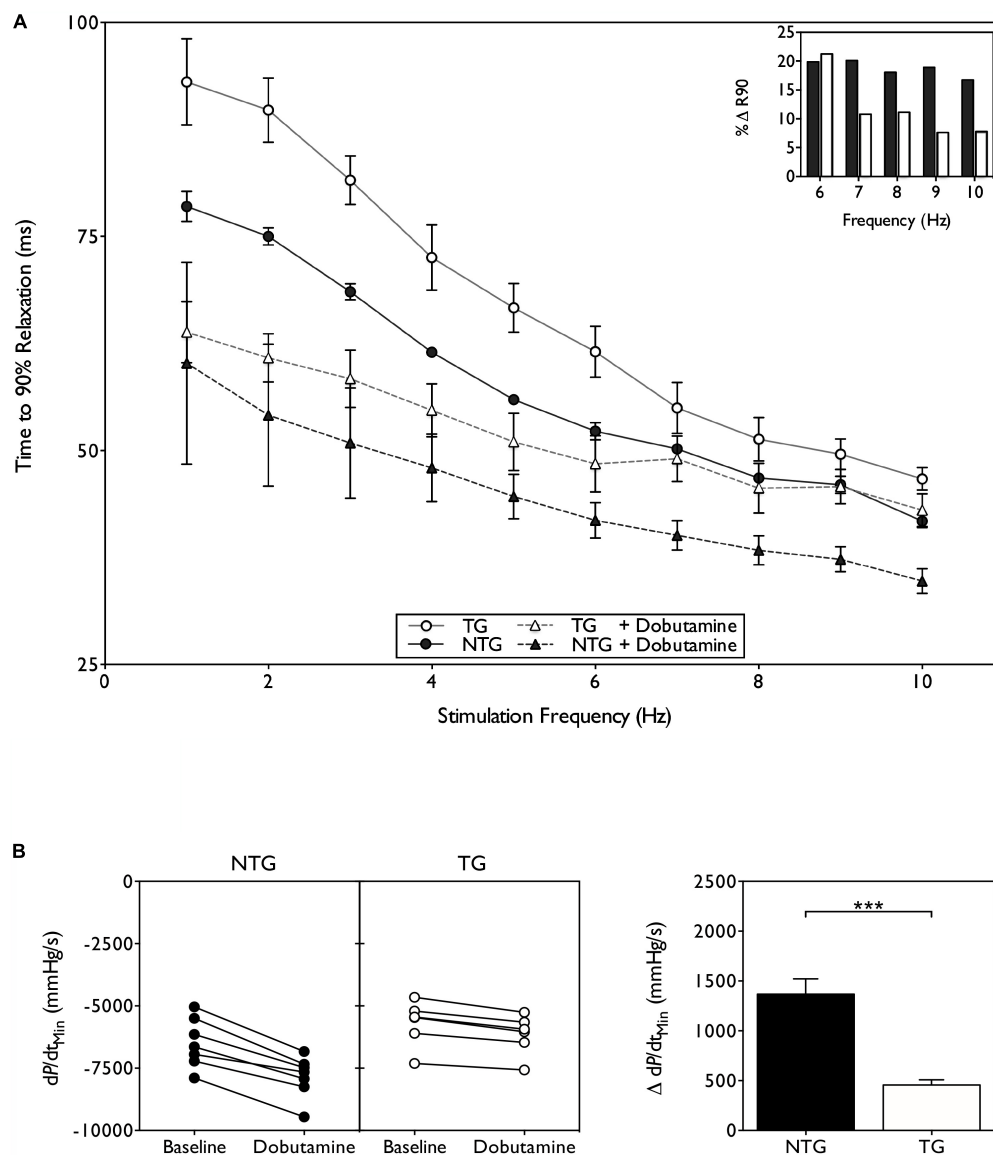 A
Time to 90% Relaxation (ms)
100
75
50
25
0
2
4
6
8
10
Stimulation Frequency (Hz)
TG
TG + Dobutamine
NTG
NTG + Dobutamine
% Δ R90
25
20
15
10
5
0
6
7
8
9
10
Frequency (Hz)
B
NTG
TG
dP/dtMin (mmHg/s)
0
-2500
-5000
-7500
-10000
Baseline
Dobutamine
Baseline
Dobutamine
Δ dP/dtMin (mmHg/s)
2500
2000
1500
1000
500
0
***
NTG
TG